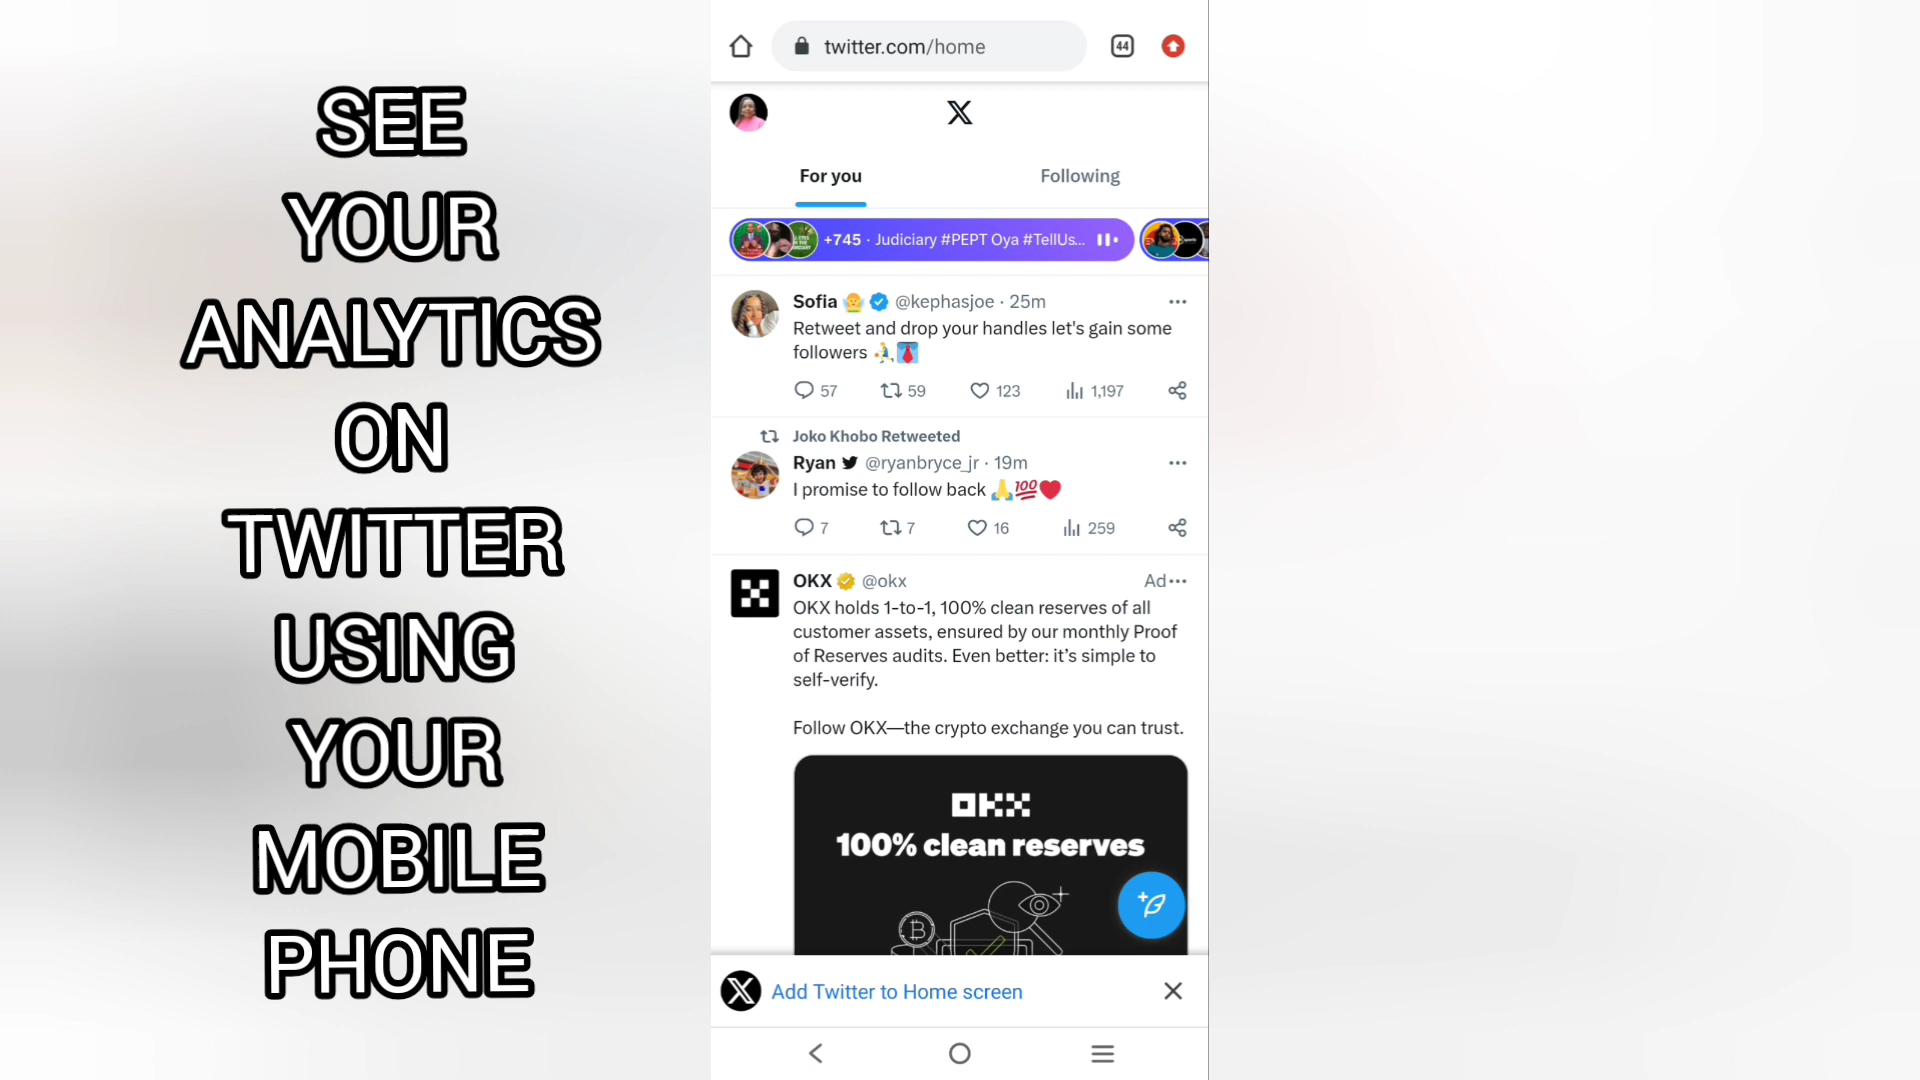 SEE
YOUR
ANALYTICS
ON
TWITTER
USING
YOUR
MOBILE
PHONE
twitter.com/home
44
X
For you
Following
+745 · Judiciary #PEPT Oya #TellUs...
Sofia @kephasjoe · 25m
Retweet and drop your handles let's gain some
followers
57 59 123 1,197
Joko Khobo Retweeted
Ryan @ryanbryce_jr · 19m
I promise to follow back 💯
7 7 16 259
OKX @okx Ad
OKX holds 1-to-1, 100% clean reserves of all
customer assets, ensured by our monthly Proof
of Reserves audits. Even better: it’s simple to
self-verify.
Follow OKX—the crypto exchange you can trust.
OKX
100% clean reserves
X Add Twitter to Home screen